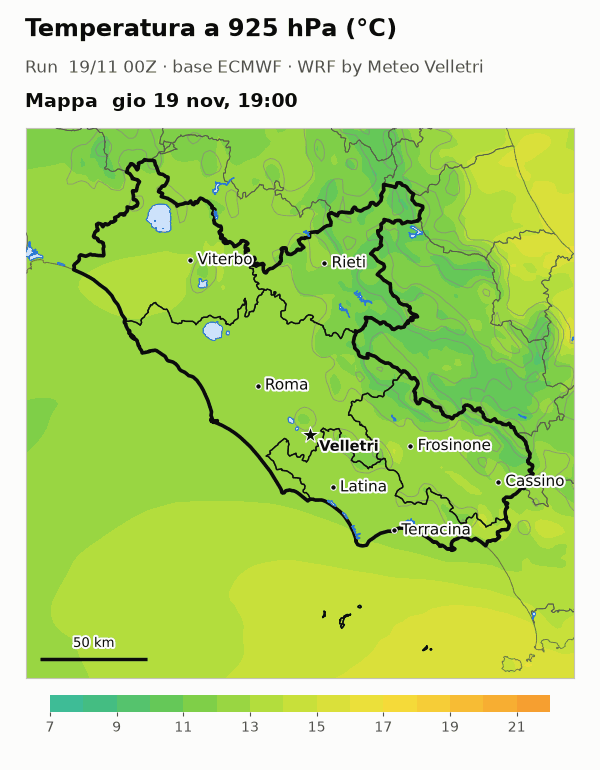 Temperatura a 925 hPa (°C)
Run  19/11 00Z · base ECMWF · WRF by Meteo Velletri
Mappa  gio 19 nov, 19:00
Viterbo
Rieti
Roma
Velletri
Frosinone
Cassino
Latina
Terracina
50 km
7 9 11 13 15 17 19 21